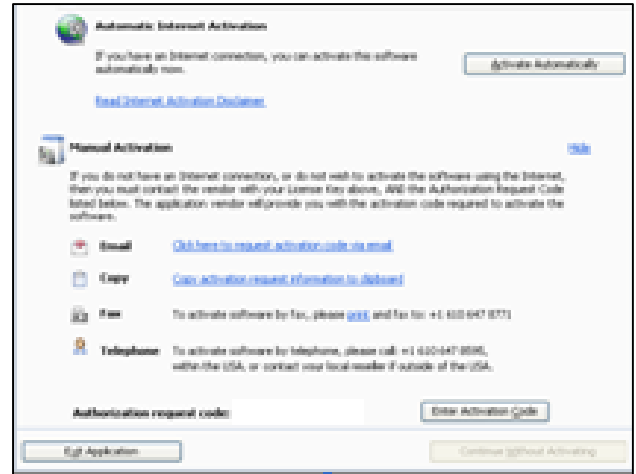 Automatic Internet Activation
If you have an Internet connection, you can activate this software
automatically now.
Activate Automatically
Read Internet Activation Disclaimer
Manual Activation
Hide
If you do not have an Internet connection, or do not wish to activate the software using the Internet,
then you must contact the vendor with your License Key above, AND the Authorization Request Code
listed below. The application vendor will provide you with the activation code required to activate the
software.
Email
Click here to request activation code via email
Copy
Copy activation request information to clipboard
Fax
To activate software by fax, please print and fax to: +1 610 647 8771
Telephone
To activate software by telephone, please call: +1 610 647
within the USA, or contact your local reseller if outside of the USA.
Authorization request code:
Enter Activation Code
Exit Application
Continue Without Activating